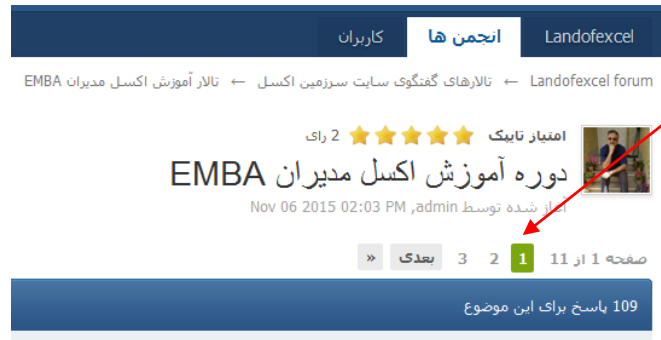 Landofexcel انجمن ها کاربران
Landofexcel forum ← تالارهای گفتگوی سایت سرزمین اکسل ← تالار آموزش اکسل مدیران EMBA
امتیاز تاپیک 2 رای
دوره آموزش اکسل مدیران EMBA
آغاز شده توسط admin, Nov 06 2015 02:03 PM
صفحه 1 از 11 1 2 3 بعدی »
109 پاسخ برای این موضوع